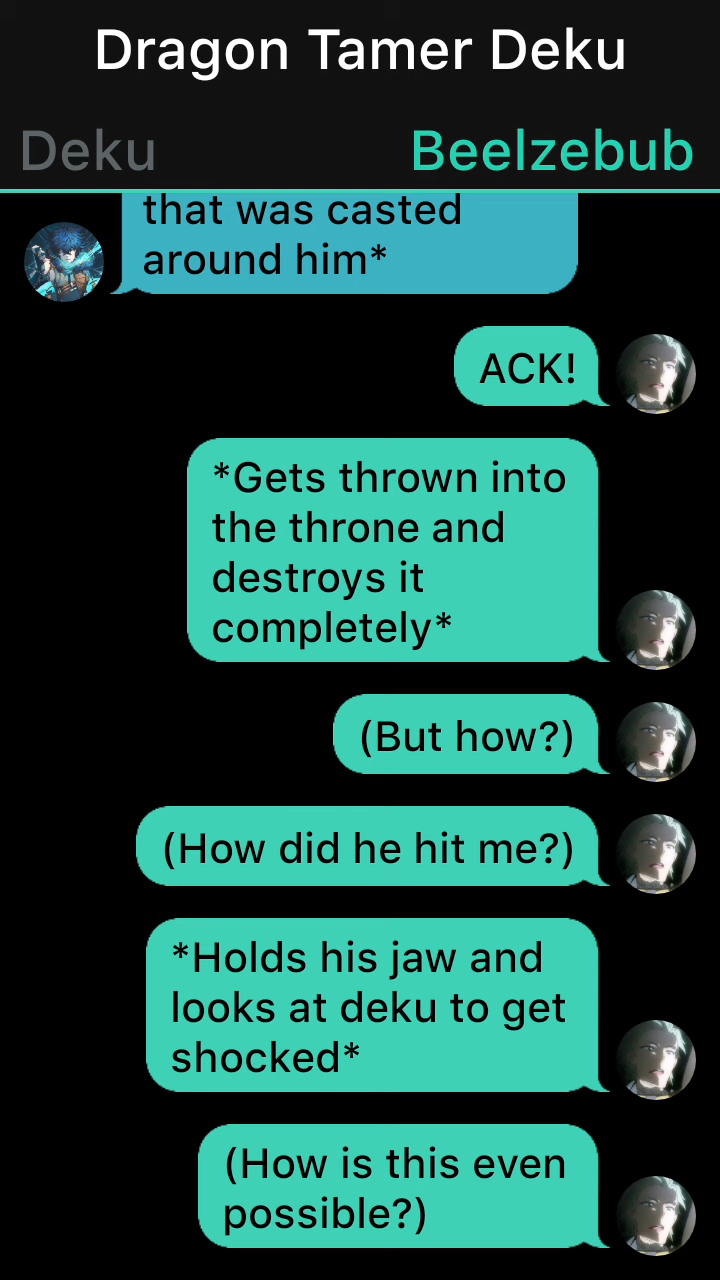 Dragon Tamer Deku
Deku
Beelzebub
that was casted
around him*
ACK!
*Gets thrown into
the throne and
destroys it
completely*
(But how?)
(How did he hit me?)
*Holds his jaw and
looks at deku to get
shocked*
(How is this even
possible?)